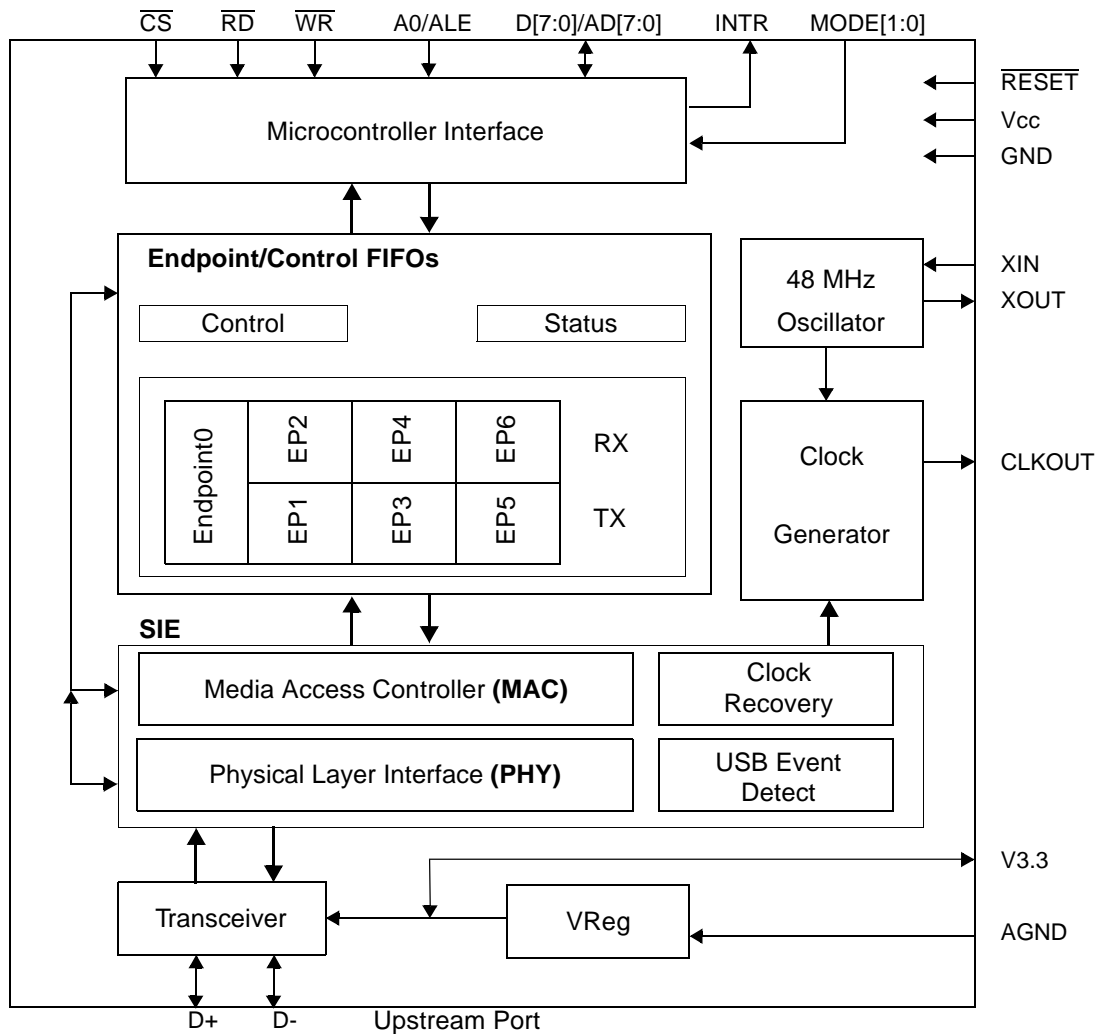 CS RD WR A0/ALE D[7:0]/AD[7:0] INTR MODE[1:0]
RESET
Vcc
GND
Microcontroller Interface
Endpoint/Control FIFOs
Control
Status
Endpoint0
EP2
EP4
EP6
RX
EP1
EP3
EP5
TX
48 MHz
Oscillator
XIN
XOUT
Clock
Generator
CLKOUT
SIE
Media Access Controller (MAC)
Clock
Recovery
Physical Layer Interface (PHY)
USB Event
Detect
V3.3
Transceiver
VReg
AGND
D+ D- Upstream Port